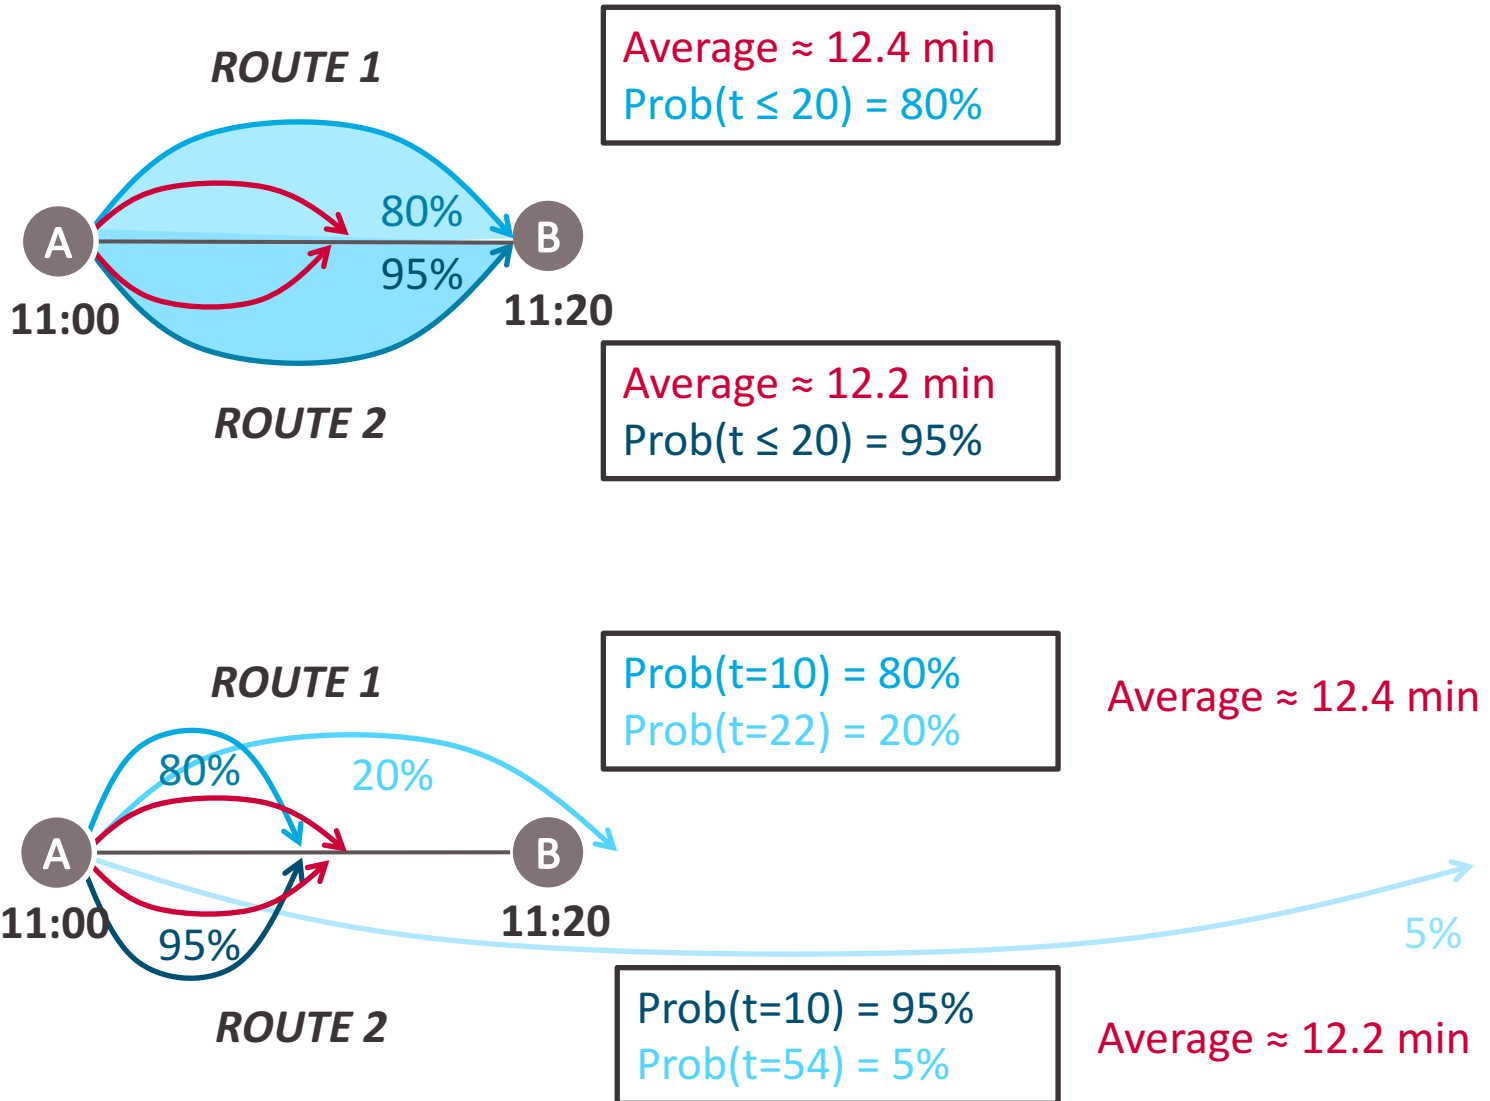 ROUTE 1
Average ≈ 12.4 min
Prob(t ≤ 20) = 80%
80%
A
B
95%
11:00
11:20
ROUTE 2
Average ≈ 12.2 min
Prob(t ≤ 20) = 95%
ROUTE 1
Prob(t=10) = 80%
Prob(t=22) = 20%
Average ≈ 12.4 min
80%
20%
A
B
11:00
11:20
95%
5%
ROUTE 2
Prob(t=10) = 95%
Prob(t=54) = 5%
Average ≈ 12.2 min